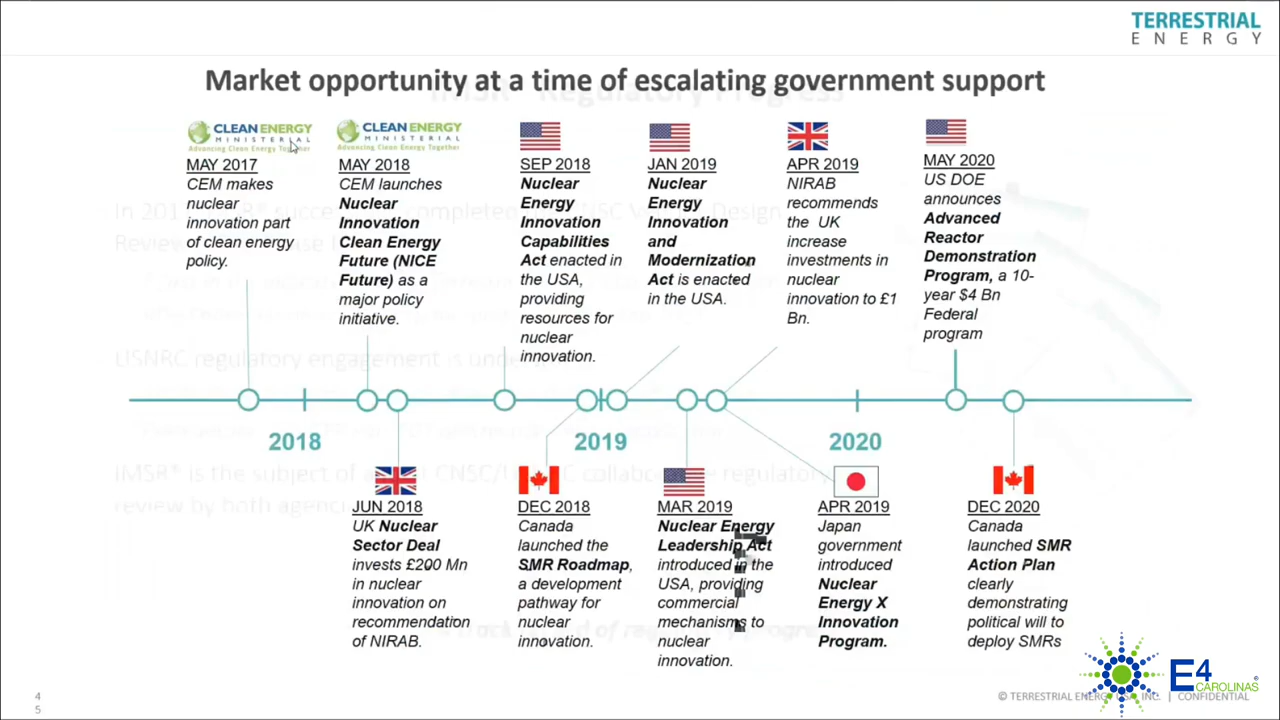 TERRESTRIAL
ENERGY
Market opportunity at a time of escalating government support
CLEAN ENERGY
MINISTERIAL
Advancing Clean Energy Together
MAY 2017
CEM makes
nuclear
innovation part
of clean energy
policy.
CLEAN ENERGY
MINISTERIAL
Advancing Clean Energy Together
MAY 2018
CEM launches
Nuclear
Innovation
Clean Energy
Future (NICE
Future) as a
major policy
initiative.
SEP 2018
Nuclear
Energy
Innovation
Capabilities
Act enacted in
the USA,
providing
resources for
nuclear
innovation.
JAN 2019
Nuclear
Energy
Innovation
and
Modernization
Act is enacted
in the USA.
APR 2019
NIRAB
recommends
the UK
increase
investments in
nuclear
innovation to £1
Bn.
MAY 2020
US DOE
announces
Advanced
Reactor
Demonstration
Program, a 10-
year $4 Bn
Federal
program
2018
2019
2020
JUN 2018
UK Nuclear
Sector Deal
invests £200 Mn
in nuclear
innovation on
recommendation
of NIRAB.
DEC 2018
Canada
launched the
SMR Roadmap,
a development
pathway for
nuclear
innovation.
MAR 2019
Nuclear Energy
Leadership Act
introduced in the
USA, providing
commercial
mechanisms to
nuclear
innovation.
APR 2019
Japan
government
introduced
Nuclear
Energy X
Innovation
Program.
DEC 2020
Canada
launched SMR
Action Plan
clearly
demonstrating
political will to
deploy SMRs
4
5
© TERRESTRIAL ENERGY USA, INC. | CONFIDENTIAL
E4
CAROLINAS